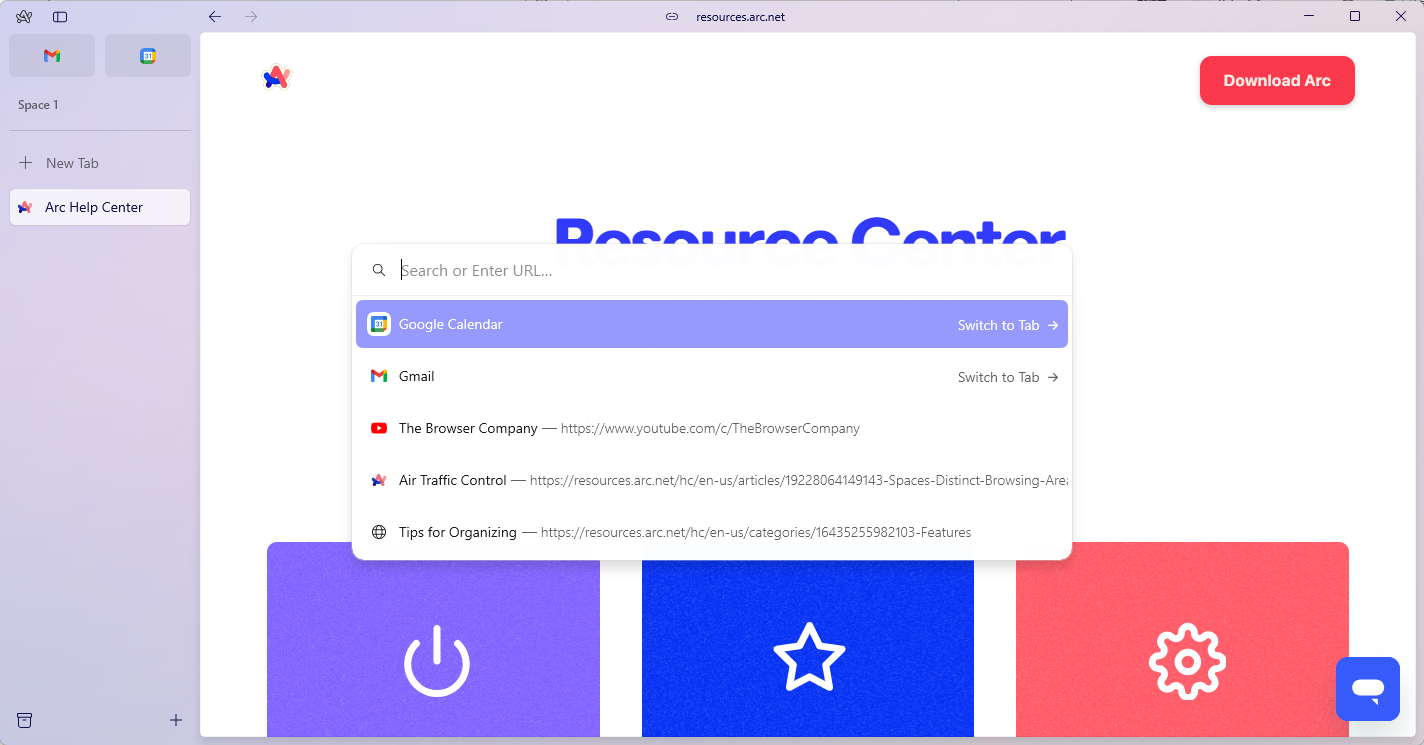 resources.arc.net
Space 1
New Tab
Arc Help Center
Download Arc
Resource Center
Search or Enter URL...
Google Calendar Switch to Tab →
Gmail Switch to Tab →
The Browser Company — https://www.youtube.com/c/TheBrowserCompany
Air Traffic Control — https://resources.arc.net/hc/en-us/articles/19228064149143-Spaces-Distinct-Browsing-Area
Tips for Organizing — https://resources.arc.net/hc/en-us/categories/16435255982103-Features